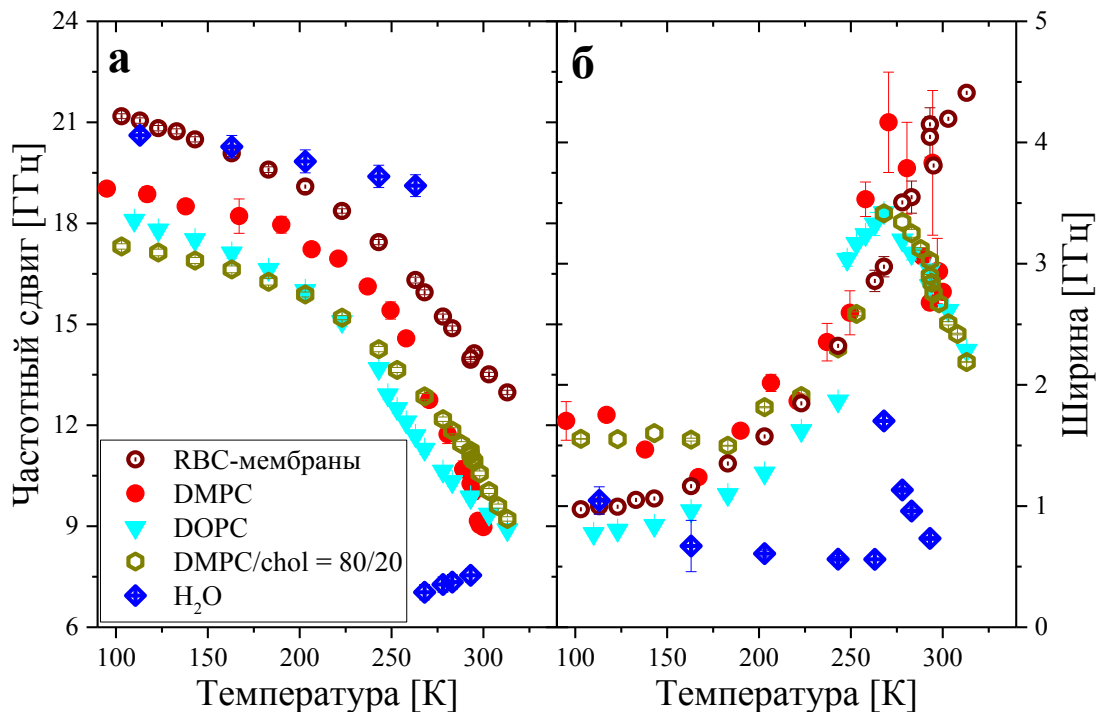 а
б
24
21
18
15
12
9
6
Частотный сдвиг [ГГц]
RBC-мембраны
DMPC
DOPC
DMPC/chol = 80/20
H₂O
100 150 200 250 300
Температура [К]
100 150 200 250 300
Температура [К]
5
4
3
2
1
0
Ширина [ГГц]